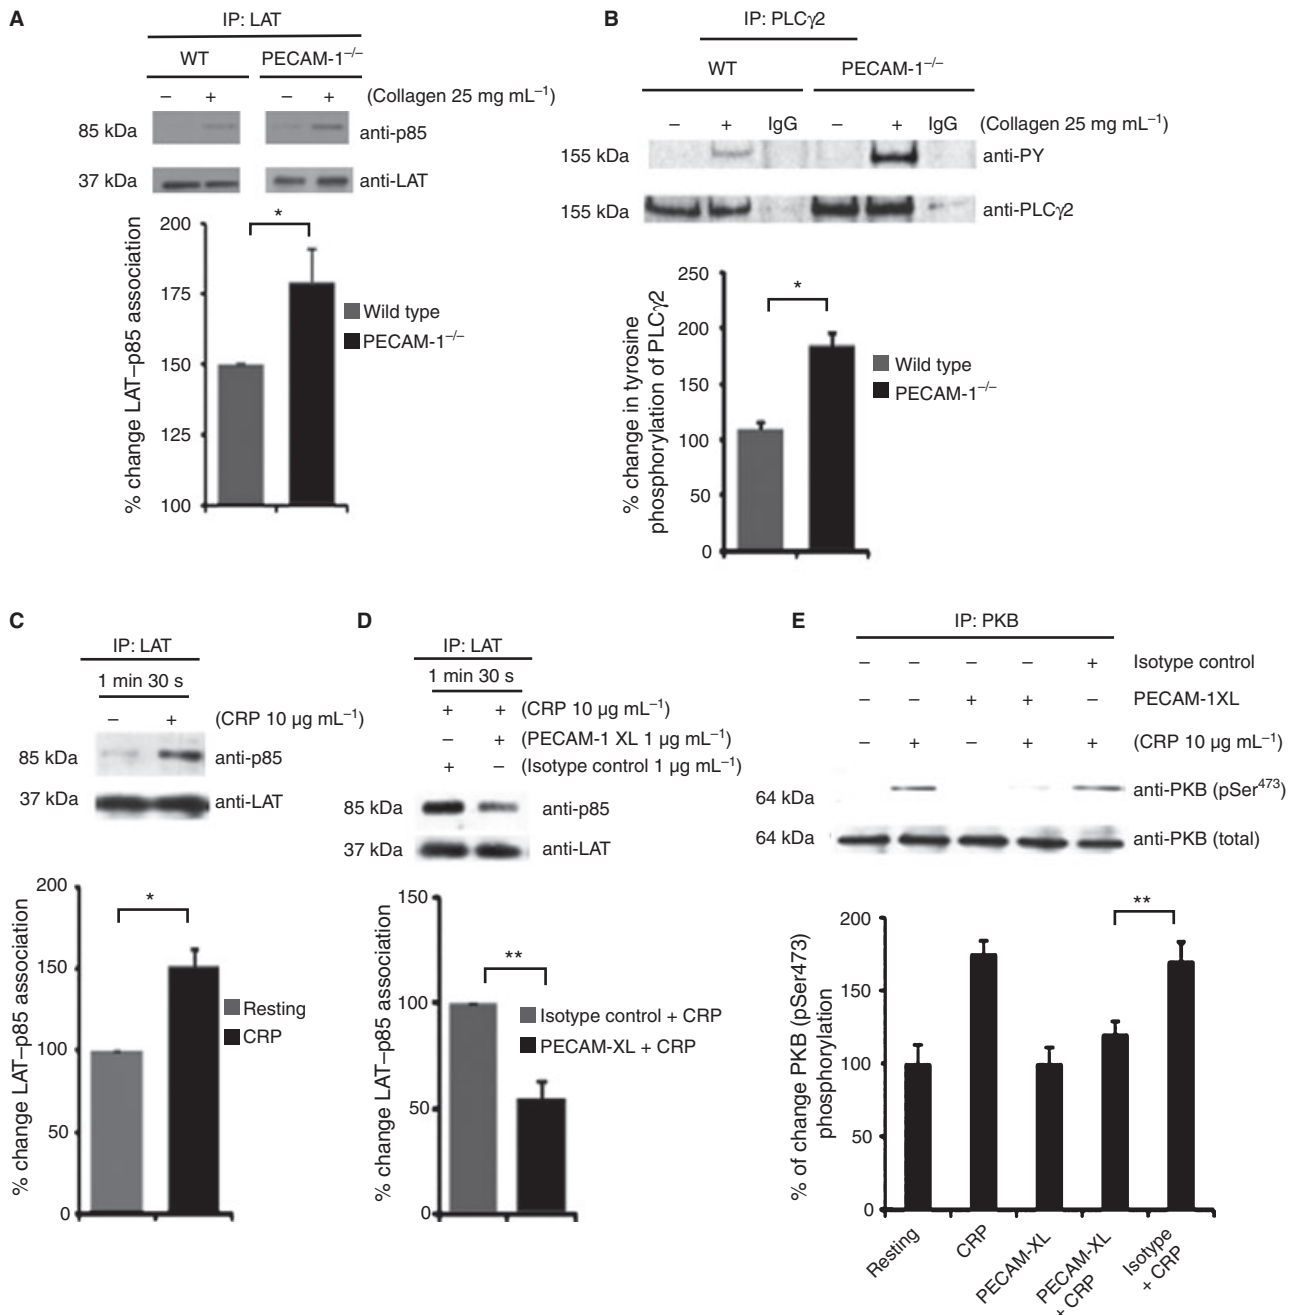 A
IP: LAT
WT PECAM-1–/–
– + – + (Collagen 25 mg mL–1)
85 kDa anti-p85
37 kDa anti-LAT
200
175
150
125
100
% change LAT–p85 association
*
Wild type
PECAM-1–/–
B
IP: PLCγ2
WT PECAM-1–/–
– + IgG – + IgG (Collagen 25 mg mL–1)
155 kDa anti-PY
155 kDa anti-PLCγ2
250
200
150
100
50
0
% change in tyrosine
phosphorylation of PLCγ2
*
Wild type
PECAM-1–/–
C
IP: LAT
1 min 30 s
– + (CRP 10 µg mL–1)
85 kDa anti-p85
37 kDa anti-LAT
200
150
100
50
0
% change LAT–p85 association
*
Resting
CRP
D
IP: LAT
1 min 30 s
+ + (CRP 10 µg mL–1)
– + (PECAM-1 XL 1 µg mL–1)
+ – (Isotype control 1 µg mL–1)
85 kDa anti-p85
37 kDa anti-LAT
150
100
50
0
% change LAT–p85 association
**
Isotype control + CRP
PECAM-XL + CRP
E
IP: PKB
– – – – + Isotype control
– – + + – PECAM-1XL
– + – + + (CRP 10 µg mL–1)
64 kDa anti-PKB (pSer473)
64 kDa anti-PKB (total)
200
150
100
50
0
% of change PKB (pSer473)
phosphorylation
**
Resting
CRP
PECAM-XL
PECAM-XL
+ CRP
Isotype
+ CRP